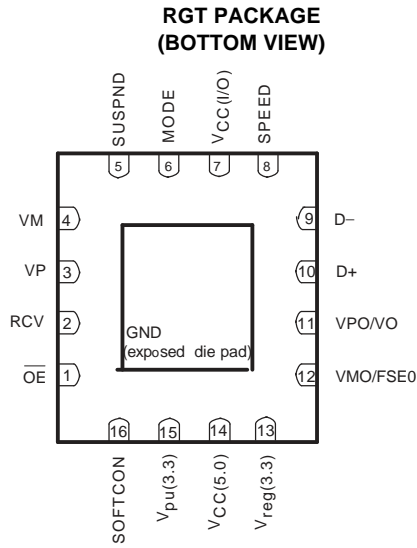 RGT PACKAGE
(BOTTOM VIEW)
SUSPND
MODE
VCC(I/O)
SPEED
5
6
7
8
VM
4
9
D−
VP
3
10
D+
RCV
2
11
VPO/VO
OE
1
12
VMO/FSE0
GND
(exposed die pad)
16
15
14
13
SOFTCON
Vpu(3.3)
VCC(5.0)
Vreg(3.3)